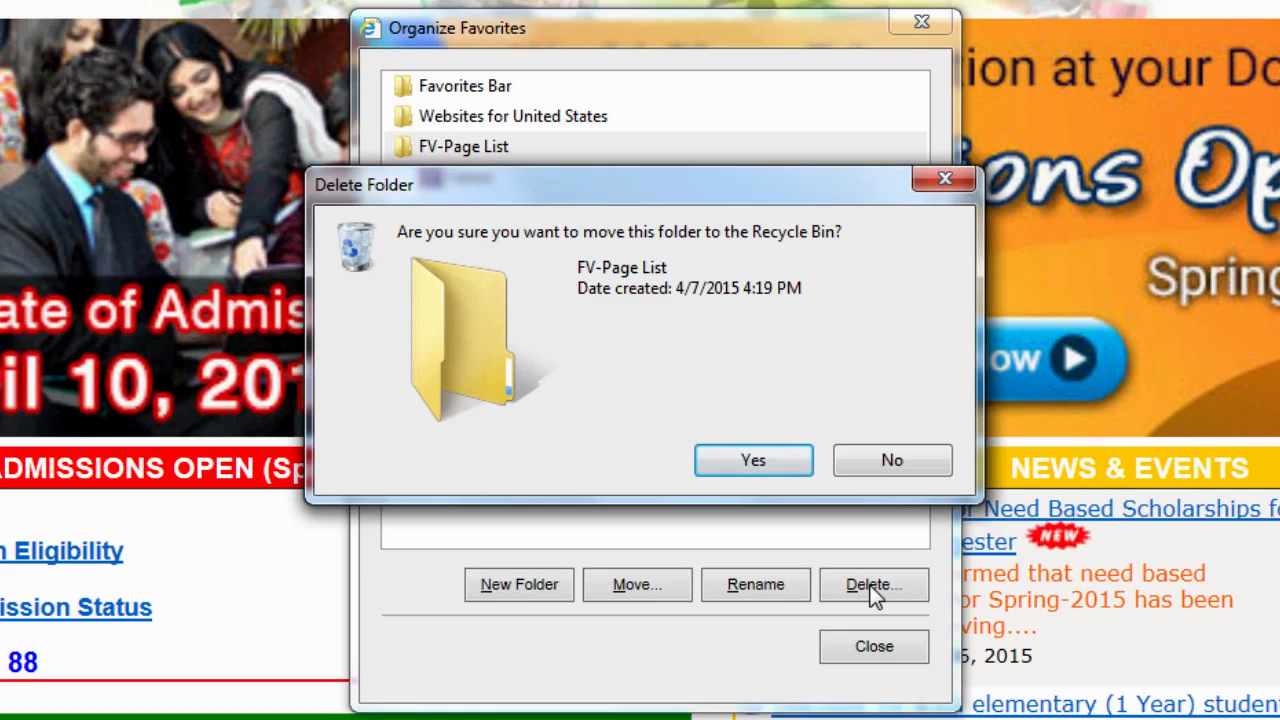 Organize Favorites
Favorites Bar
Websites for United States
FV-Page List
Delete Folder
Are you sure you want to move this folder to the Recycle Bin?
FV-Page List
Date created: 4/7/2015 4:19 PM
Yes
No
New Folder
Move...
Rename
Delete...
Close
ate of Admis
il 10, 201
ADMISSIONS OPEN (Sp
n Eligibility
ission Status
88
ion at your Do
ons Op
Spring
ow
NEWS & EVENTS
or Need Based Scholarships fo
ester NEW
rmed that need based
or Spring-2015 has been
ving....
5, 2015
elementary (1 Year) studen